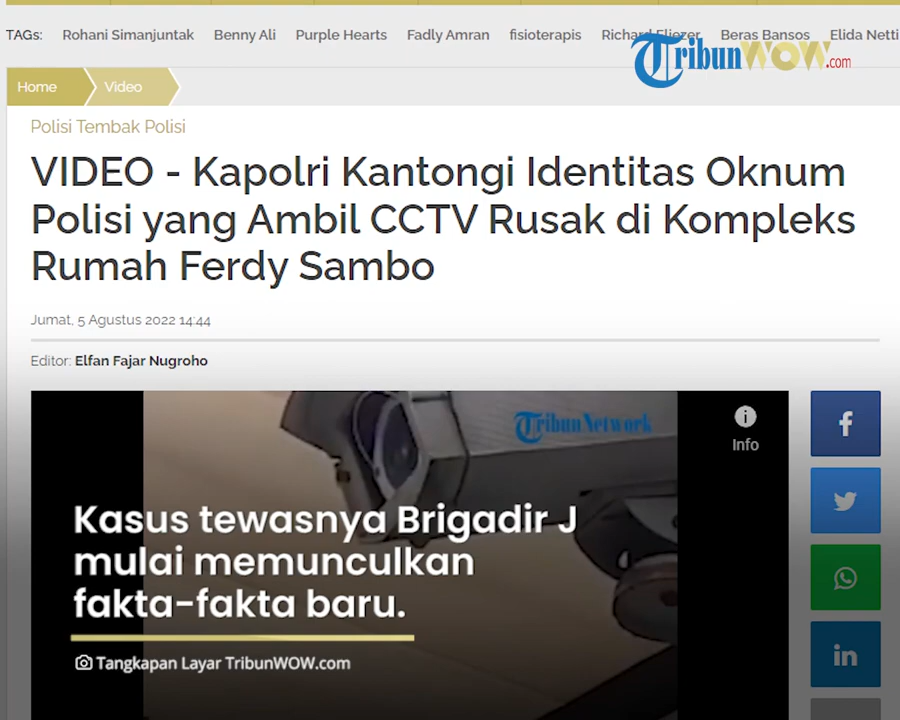 TAGs: Rohani Simanjuntak Benny Ali Purple Hearts Fadly Amran fisioterapis Richard Eliezer Beras Bansos Elida Netti
TribunWOW.com
Home Video
Polisi Tembak Polisi
VIDEO - Kapolri Kantongi Identitas Oknum
Polisi yang Ambil CCTV Rusak di Kompleks
Rumah Ferdy Sambo
Jumat, 5 Agustus 2022 14:44
Editor: Elfan Fajar Nugroho
TribunNetwork
i
Info
f
Kasus tewasnya Brigadir J
mulai memunculkan
fakta-fakta baru.
in
Tangkapan Layar TribunWOW.com